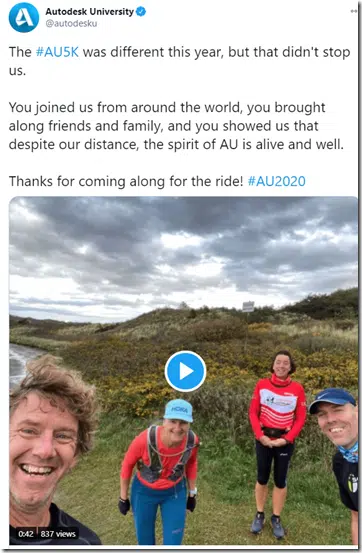 Autodesk University
@autodesku
The #AU5K was different this year, but that didn't stop
us.
You joined us from around the world, you brought
along friends and family, and you showed us that
despite our distance, the spirit of AU is alive and well.
Thanks for coming along for the ride! #AU2020
HOKA
0:42 837 views